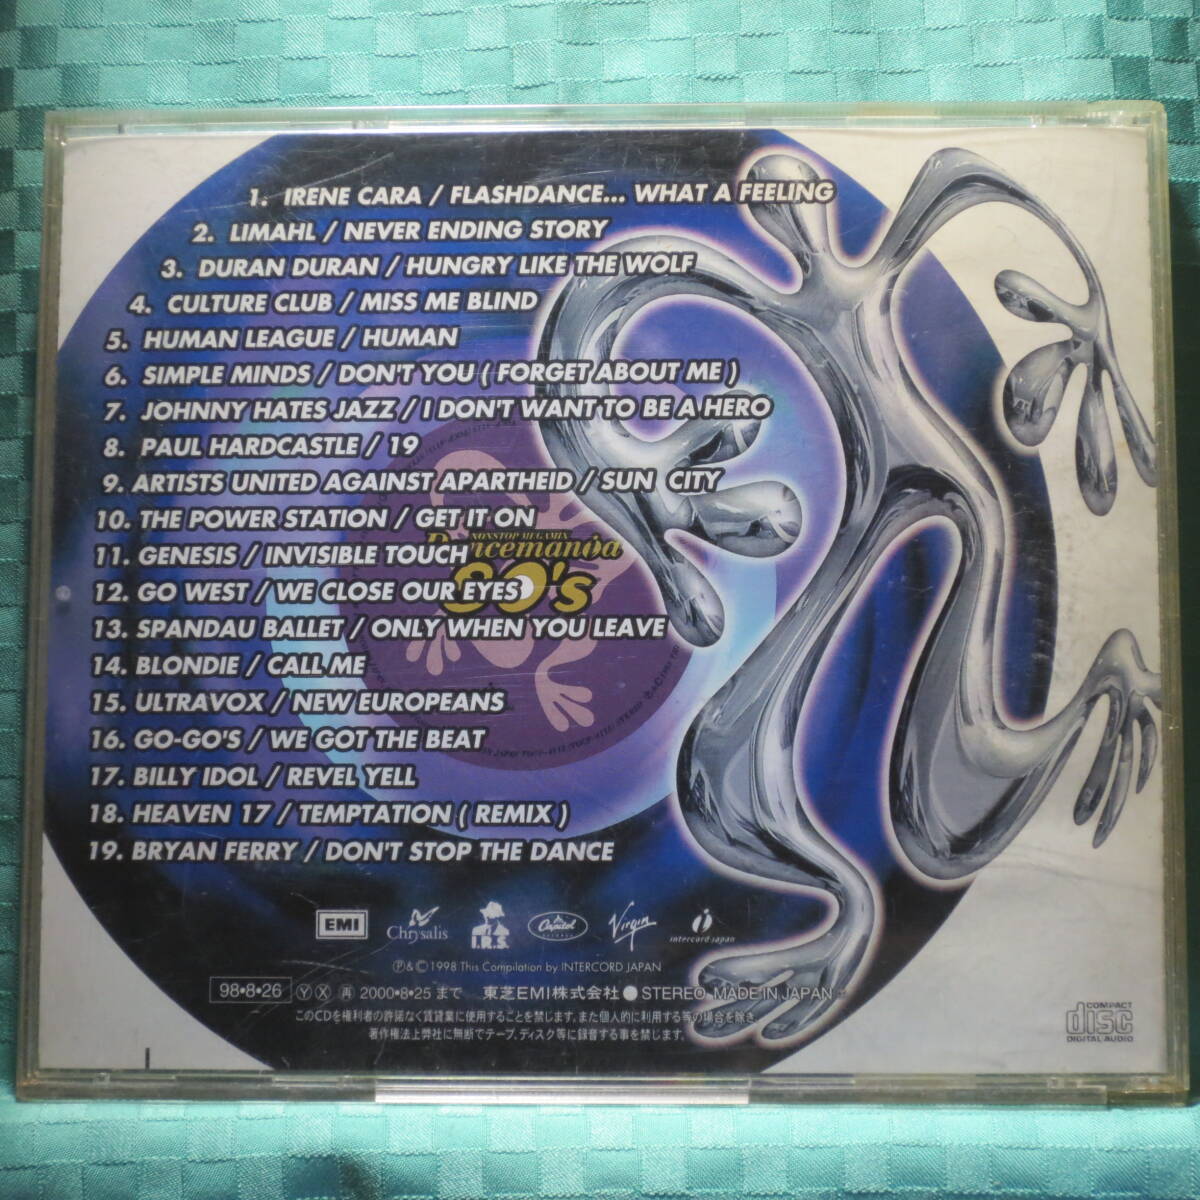 1. IRENE CARA / FLASHDANCE... WHAT A FEELING
2. LIMAHL / NEVER ENDING STORY
3. DURAN DURAN / HUNGRY LIKE THE WOLF
4. CULTURE CLUB / MISS ME BLIND
5. HUMAN LEAGUE / HUMAN
6. SIMPLE MINDS / DON'T YOU ( FORGET ABOUT ME )
7. JOHNNY HATES JAZZ / I DON'T WANT TO BE A HERO
8. PAUL HARDCASTLE / 19
9. ARTISTS UNITED AGAINST APARTHEID / SUN CITY
10. THE POWER STATION / GET IT ON
NONSTOP MEGAMIX
Dancemania
11. GENESIS / INVISIBLE TOUCH
80's
12. GO WEST / WE CLOSE OUR EYES
13. SPANDAU BALLET / ONLY WHEN YOU LEAVE
14. BLONDIE / CALL ME
15. ULTRAVOX / NEW EUROPEANS
16. GO-GO'S / WE GOT THE BEAT
17. BILLY IDOL / REVEL YELL
18. HEAVEN 17 / TEMPTATION ( REMIX )
19. BRYAN FERRY / DON'T STOP THE DANCE
EMI Chrysalis I.R.S. Capitol RECORDS Virgin intercord·japan
Ⓟ&Ⓒ1998 This Compilation by INTERCORD JAPAN
98•8•26 Ⓨ Ⓧ ㊐ 2000•8•25 まで 東芝EMI株式会社●STEREO MADE IN JAPAN
このCDを権利者の許諾なく賃貸業に使用することを禁じます。また個人的に利用する等の場合を除き、
著作権法上弊社に無断でテープ、ディスク等に録音する事を禁じます。
COMPACT
disc
DIGITAL AUDIO